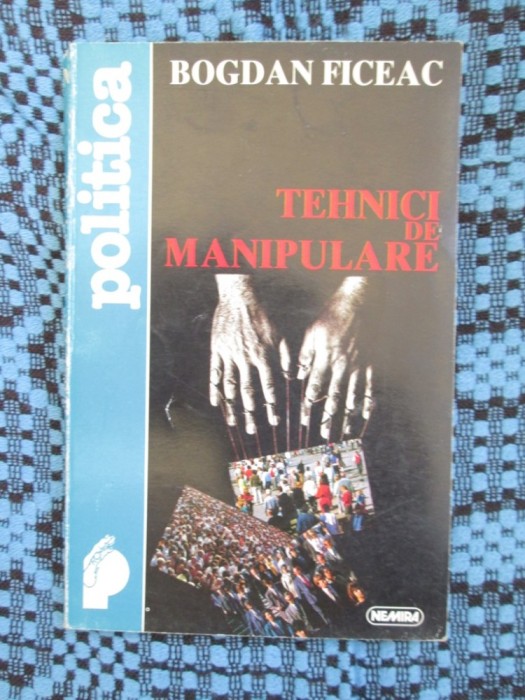 BOGDAN FICEAC
politica
TEHNICI
DE
MANIPULARE
NEMIRA